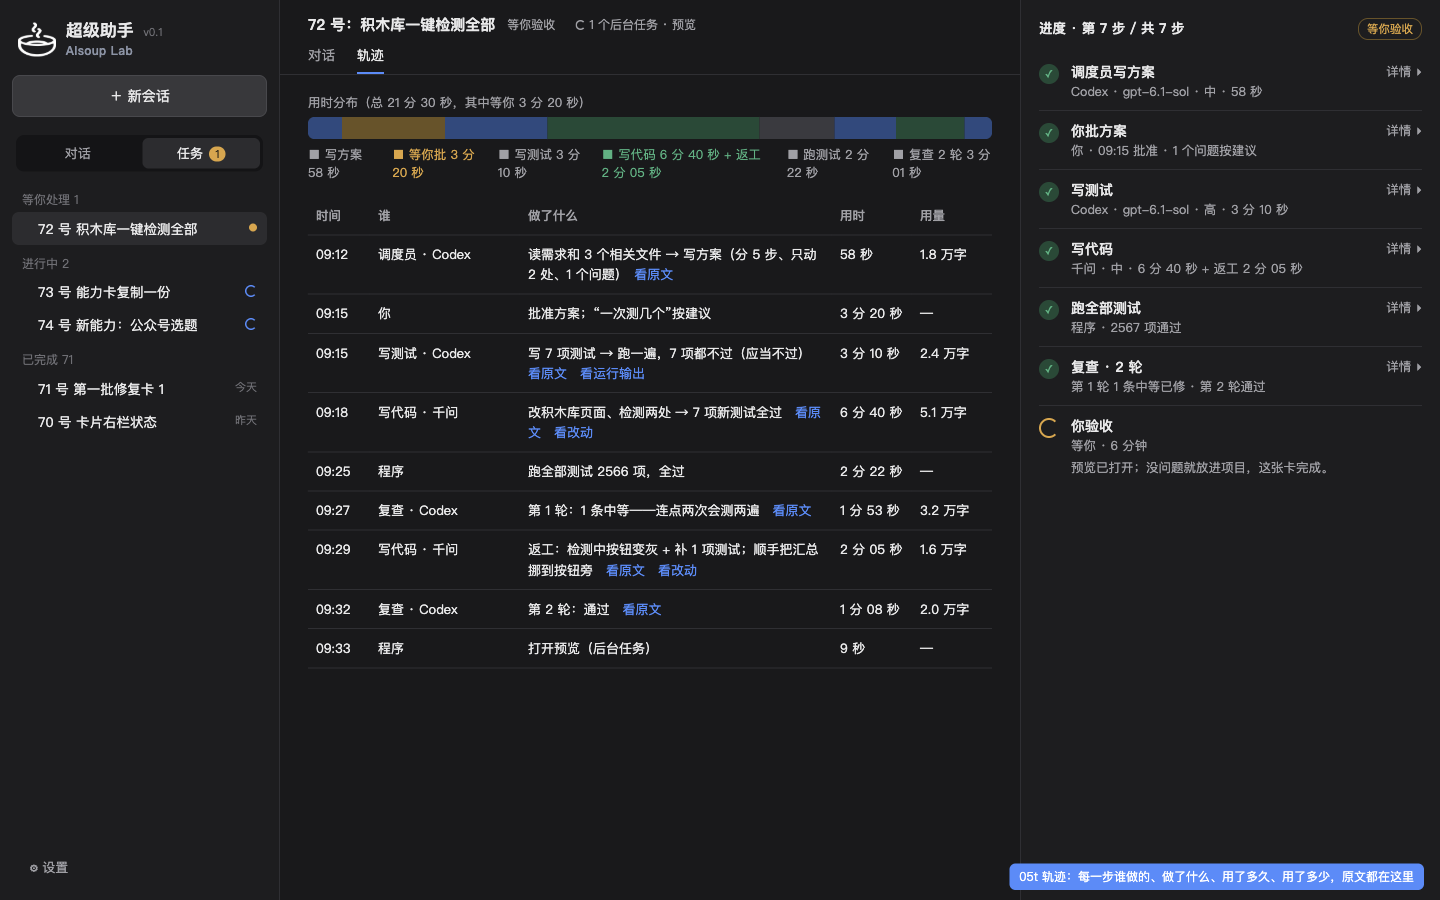 超级助手 v0.1
AIsoup Lab
+ 新会话
对话
任务 1
等你处理 1
72 号 积木库一键检测全部
进行中 2
73 号 能力卡复制一份
74 号 新能力：公众号选题
已完成 71
71 号 第一批修复卡 1 今天
70 号 卡片右栏状态 昨天
设置
72 号：积木库一键检测全部 等你验收 1 个后台任务 · 预览
对话 轨迹
用时分布（总 21 分 30 秒，其中等你 3 分 20 秒）
写方案 58 秒
等你批 3 分 20 秒
写测试 3 分 10 秒
写代码 6 分 40 秒 + 返工 2 分 05 秒
跑测试 2 分 22 秒
复查 2 轮 3 分 01 秒
时间 谁 做了什么 用时 用量
09:12 调度员 · Codex 读需求和 3 个相关文件 → 写方案（分 5 步、只动 58 秒 1.8 万字
2 处、1 个问题） 看原文
09:15 你 批准方案；“一次测几个”按建议 3 分 20 秒 —
09:15 写测试 · Codex 写 7 项测试 → 跑一遍，7 项都不过（应当不过） 3 分 10 秒 2.4 万字
看原文 看运行输出
09:18 写代码 · 千问 改积木库页面、检测两处 → 7 项新测试全过 看原 6 分 40 秒 5.1 万字
文 看改动
09:25 程序 跑全部测试 2566 项，全过 2 分 22 秒 —
09:27 复查 · Codex 第 1 轮：1 条中等——连点两次会测两遍 看原文 1 分 53 秒 3.2 万字
09:29 写代码 · 千问 返工：检测中按钮变灰 + 补 1 项测试；顺手把汇总 2 分 05 秒 1.6 万字
挪到按钮旁 看原文 看改动
09:32 复查 · Codex 第 2 轮：通过 看原文 1 分 08 秒 2.0 万字
09:33 程序 打开预览（后台任务） 9 秒 —
进度 · 第 7 步 / 共 7 步 等你验收
调度员写方案 详情
Codex · gpt-6.1-sol · 中 · 58 秒
你批方案 详情
你 · 09:15 批准 · 1 个问题按建议
写测试 详情
Codex · gpt-6.1-sol · 高 · 3 分 10 秒
写代码 详情
千问 · 中 · 6 分 40 秒 + 返工 2 分 05 秒
跑全部测试 详情
程序 · 2567 项通过
复查 · 2 轮 详情
第 1 轮 1 条中等已修 · 第 2 轮通过
你验收
等你 · 6 分钟
预览已打开；没问题就放进项目，这张卡完成。
05t 轨迹：每一步谁做的、做了什么、用了多久、用了多少，原文都在这里